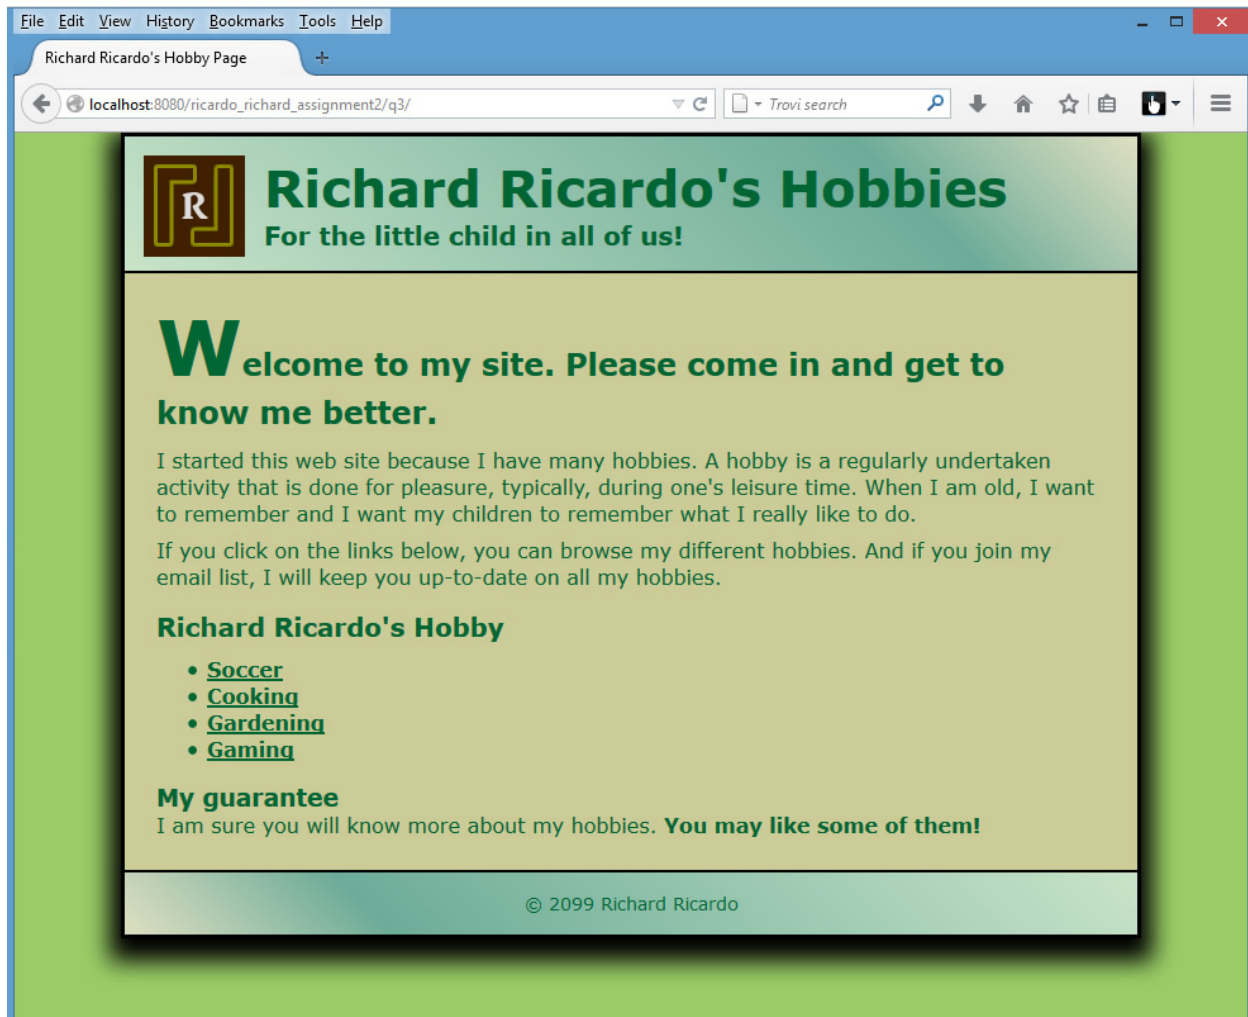 File Edit View History Bookmarks Tools Help
Richard Ricardo's Hobby Page
localhost:8080/ricardo_richard_assignment2/q3/ Trovi search
R
Richard Ricardo's Hobbies
For the little child in all of us!
Welcome to my site. Please come in and get to
know me better.
I started this web site because I have many hobbies. A hobby is a regularly undertaken
activity that is done for pleasure, typically, during one's leisure time. When I am old, I want
to remember and I want my children to remember what I really like to do.
If you click on the links below, you can browse my different hobbies. And if you join my
email list, I will keep you up-to-date on all my hobbies.
Richard Ricardo's Hobby
• Soccer
• Cooking
• Gardening
• Gaming
My guarantee
I am sure you will know more about my hobbies. You may like some of them!
© 2099 Richard Ricardo